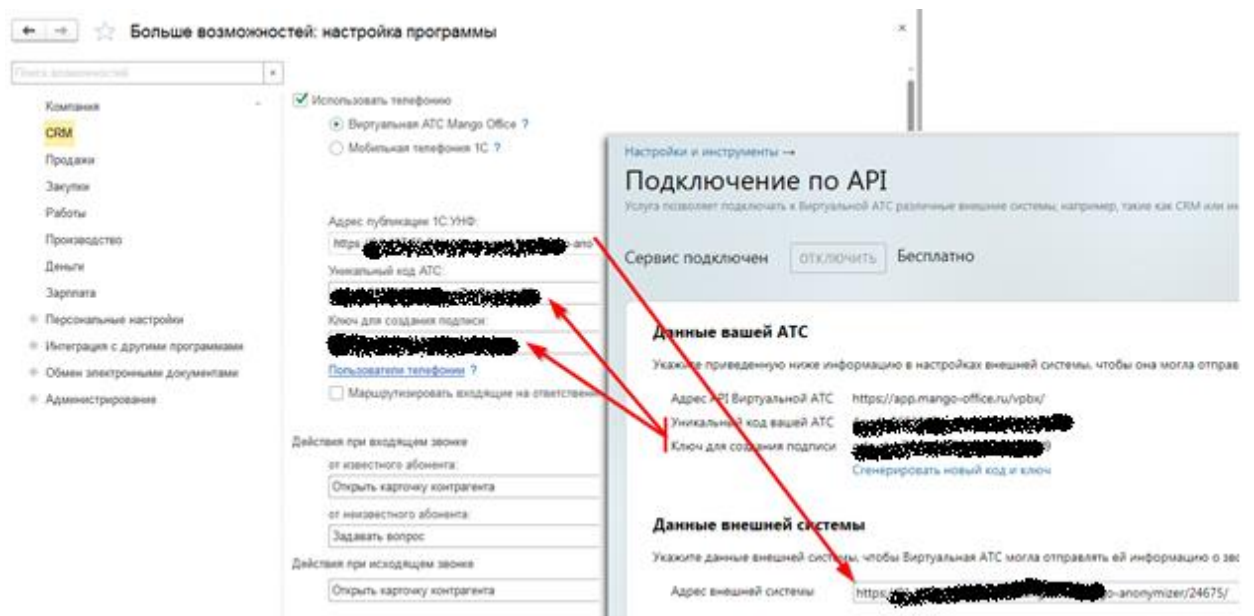 Больше возможностей: настройка программы
×
Поиск возможностей
×
Компания
CRM
Продажи
Закупки
Работы
Производство
Деньги
Зарплата
Персональные настройки
Интеграция с другими программами
Обмен электронными документами
Администрирование
Использовать телефонию
Виртуальная АТС Mango Office ?
Мобильная телефония 1С ?
Адрес публикации 1С:УНФ:
https
Уникальный код АТС:
Ключ для создания подписи:
Пользователи телефонии ?
Маршрутизировать входящие на
Действия при входящем звонке
от известного абонента:
Открыть карточку контрагента
от неизвестного абонента:
Задавать вопрос
Действия при исходящем звонке
Открыть карточку контрагента
Настройки и инструменты →
Подключение по API
Услуга позволяет подключать к Виртуальной АТС различные внешние системы, например, такие как CRM или
Сервис подключен ОТКЛЮЧИТЬ Бесплатно
Данные вашей АТС
Укажите приведенную ниже информацию в настройках внешней системы, чтобы она могла
Адрес API Виртуальной АТС https://app.mango-office.ru/vpbx/
Уникальный код вашей АТС
Ключ для создания подписи
Сгенерировать новый код и ключ
Данные внешней системы
Укажите данные внешней системы, чтобы Виртуальная АТС могла отправлять ей информацию о
Адрес внешней системы https: o-anonymizer/24675/